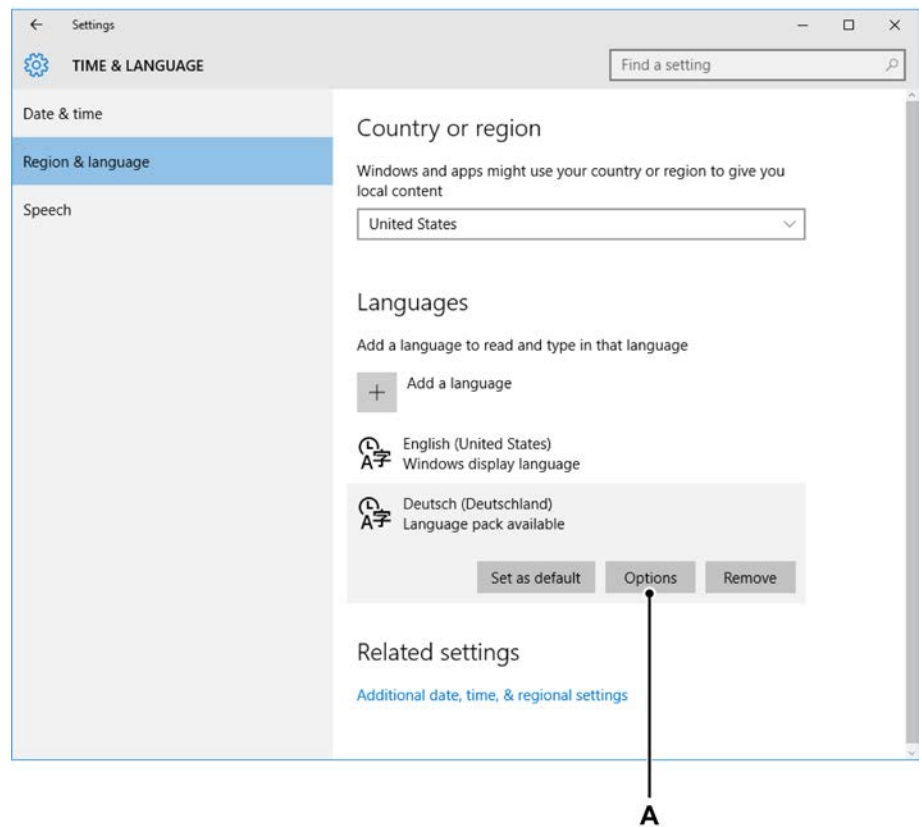 Settings
TIME & LANGUAGE
Find a setting
Date & time
Region & language
Speech
Country or region
Windows and apps might use your country or region to give you
local content
United States
Languages
Add a language to read and type in that language
Add a language
English (United States)
Windows display language
Deutsch (Deutschland)
Language pack available
Set as default
Options
Remove
Related settings
Additional date, time, & regional settings
A